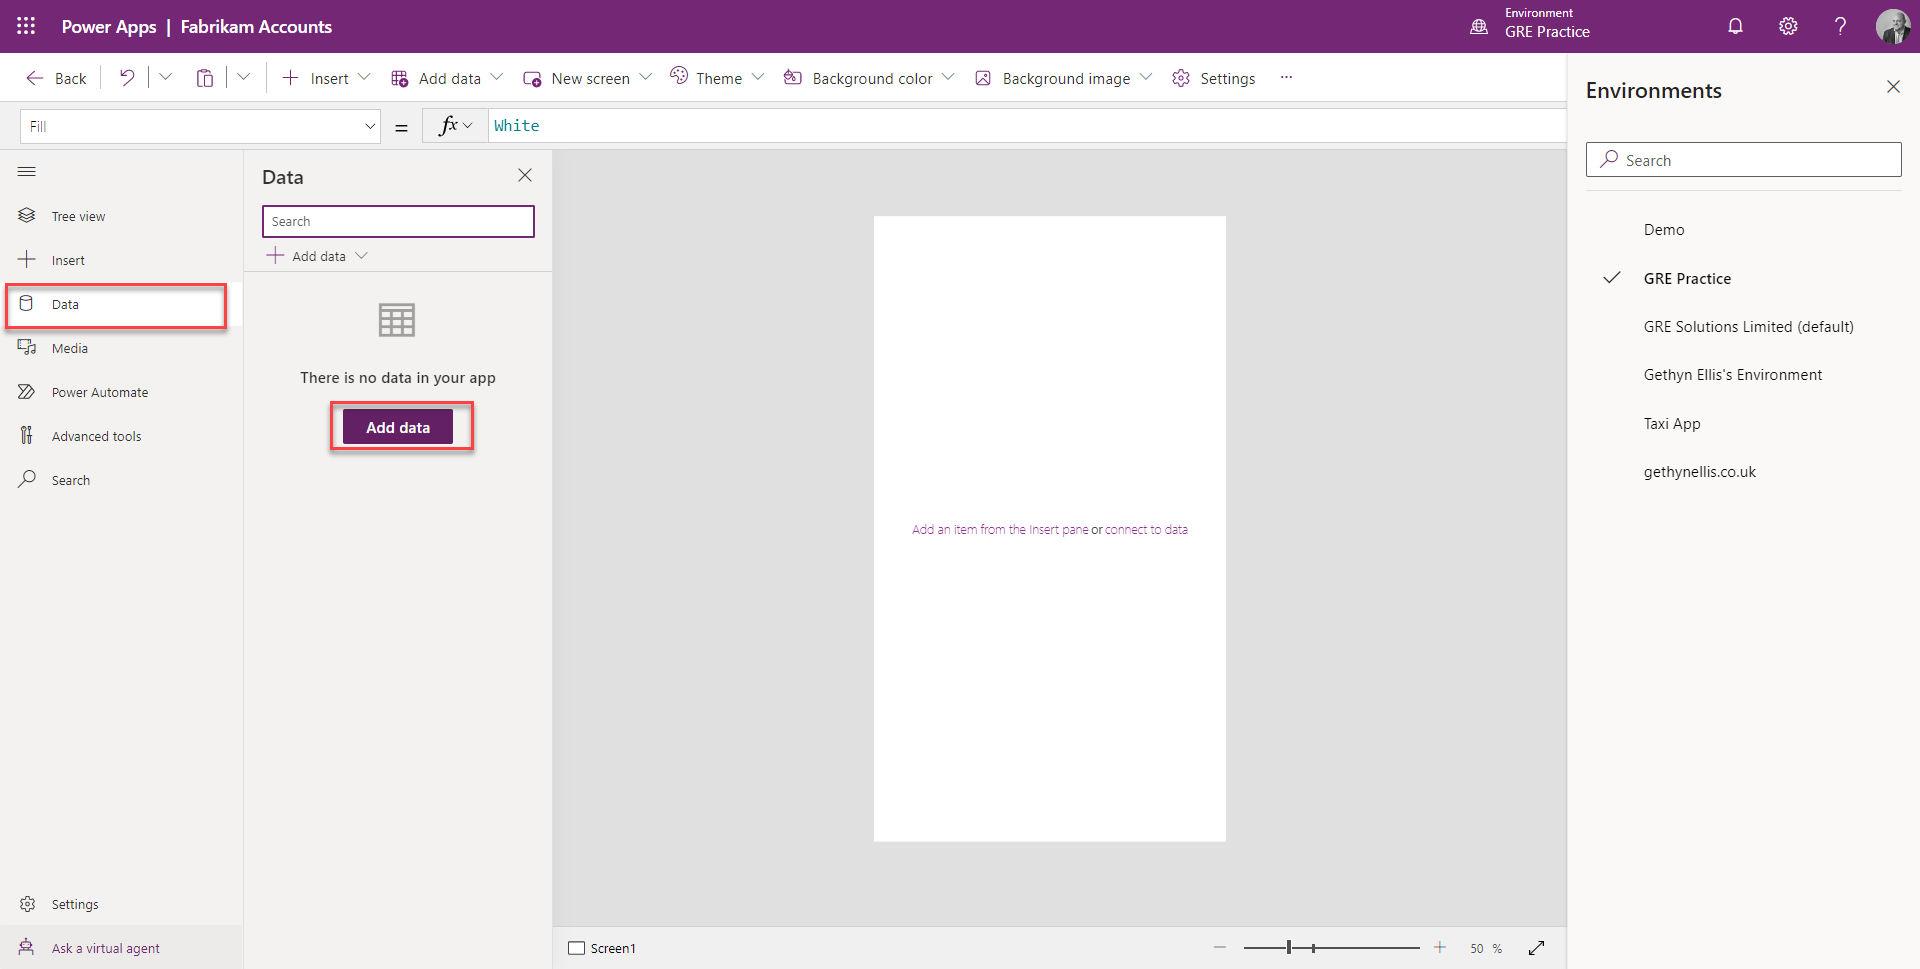 Power Apps | Fabrikam Accounts
Environment
GRE Practice
Back
Insert
Add data
New screen
Theme
Background color
Background image
Settings
...
Fill
=
fx
White
Environments
Search
Demo
GRE Practice
GRE Solutions Limited (default)
Gethyn Ellis's Environment
Taxi App
gethynellis.co.uk
Tree view
Insert
Data
Media
Power Automate
Advanced tools
Search
Settings
Ask a virtual agent
Data
Search
Add data
There is no data in your app
Add data
Add an item from the Insert pane or connect to data
Screen1
50 %